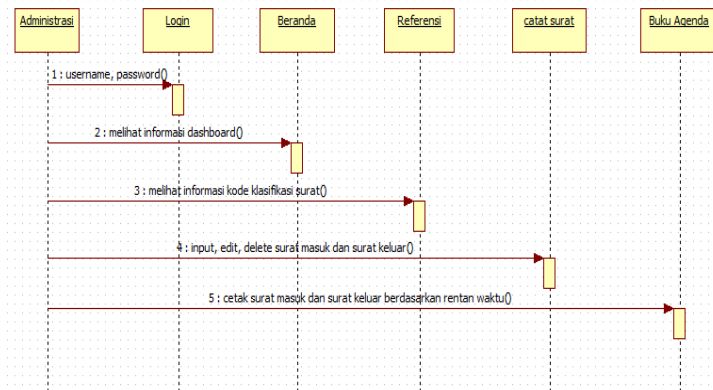 Administrasi
Login
Beranda
Referensi
catat surat
Buku Agenda
1 : username, password()
2 : melihat informasi dashboard()
3 : melihat informasi kode klasifikasi surat()
4 : input, edit, delete surat masuk dan surat keluar()
5 : cetak surat masuk dan surat keluar berdasarkan rentan waktu()